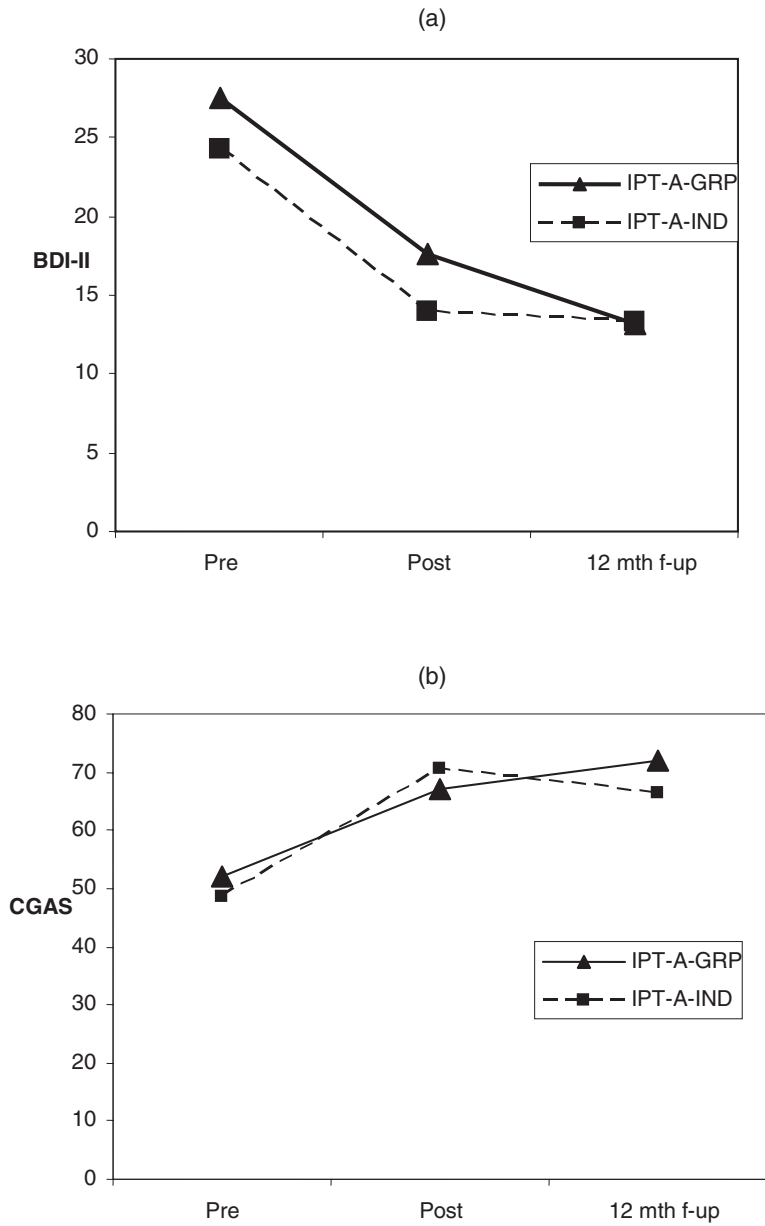 (a)
30
25
20
15
10
5
0
BDI-II
IPT-A-GRP
IPT-A-IND
Pre Post 12 mth f-up
(b)
80
70
60
50
40
30
20
10
0
CGAS
IPT-A-GRP
IPT-A-IND
Pre Post 12 mth f-up